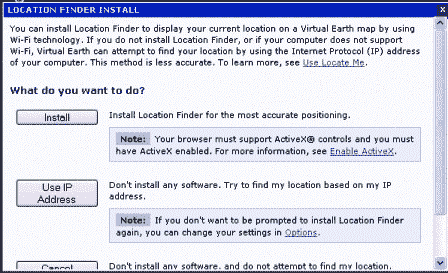 LOCATION FINDER INSTALL X
You can install Location Finder to display your current location on a Virtual Earth map by using
Wi-Fi technology. If you do not install Location Finder, or if your computer does not support
Wi-Fi, Virtual Earth can attempt to find your location by using the Internet Protocol (IP) address
of your computer. This method is less accurate. To learn more, see Use Locate Me.
What do you want to do?
Install
Install Location Finder for the most accurate positioning.
Note: Your browser must support ActiveX® controls and you must
have ActiveX enabled. For more information, see Enable ActiveX.
Use IP
Address
Don't install any software. Try to find my location based on my IP
address.
Note: If you don't want to be prompted to install Location Finder
again, you can change your settings in Options.
Cancel
Don't install any software, and do not attempt to find my location.